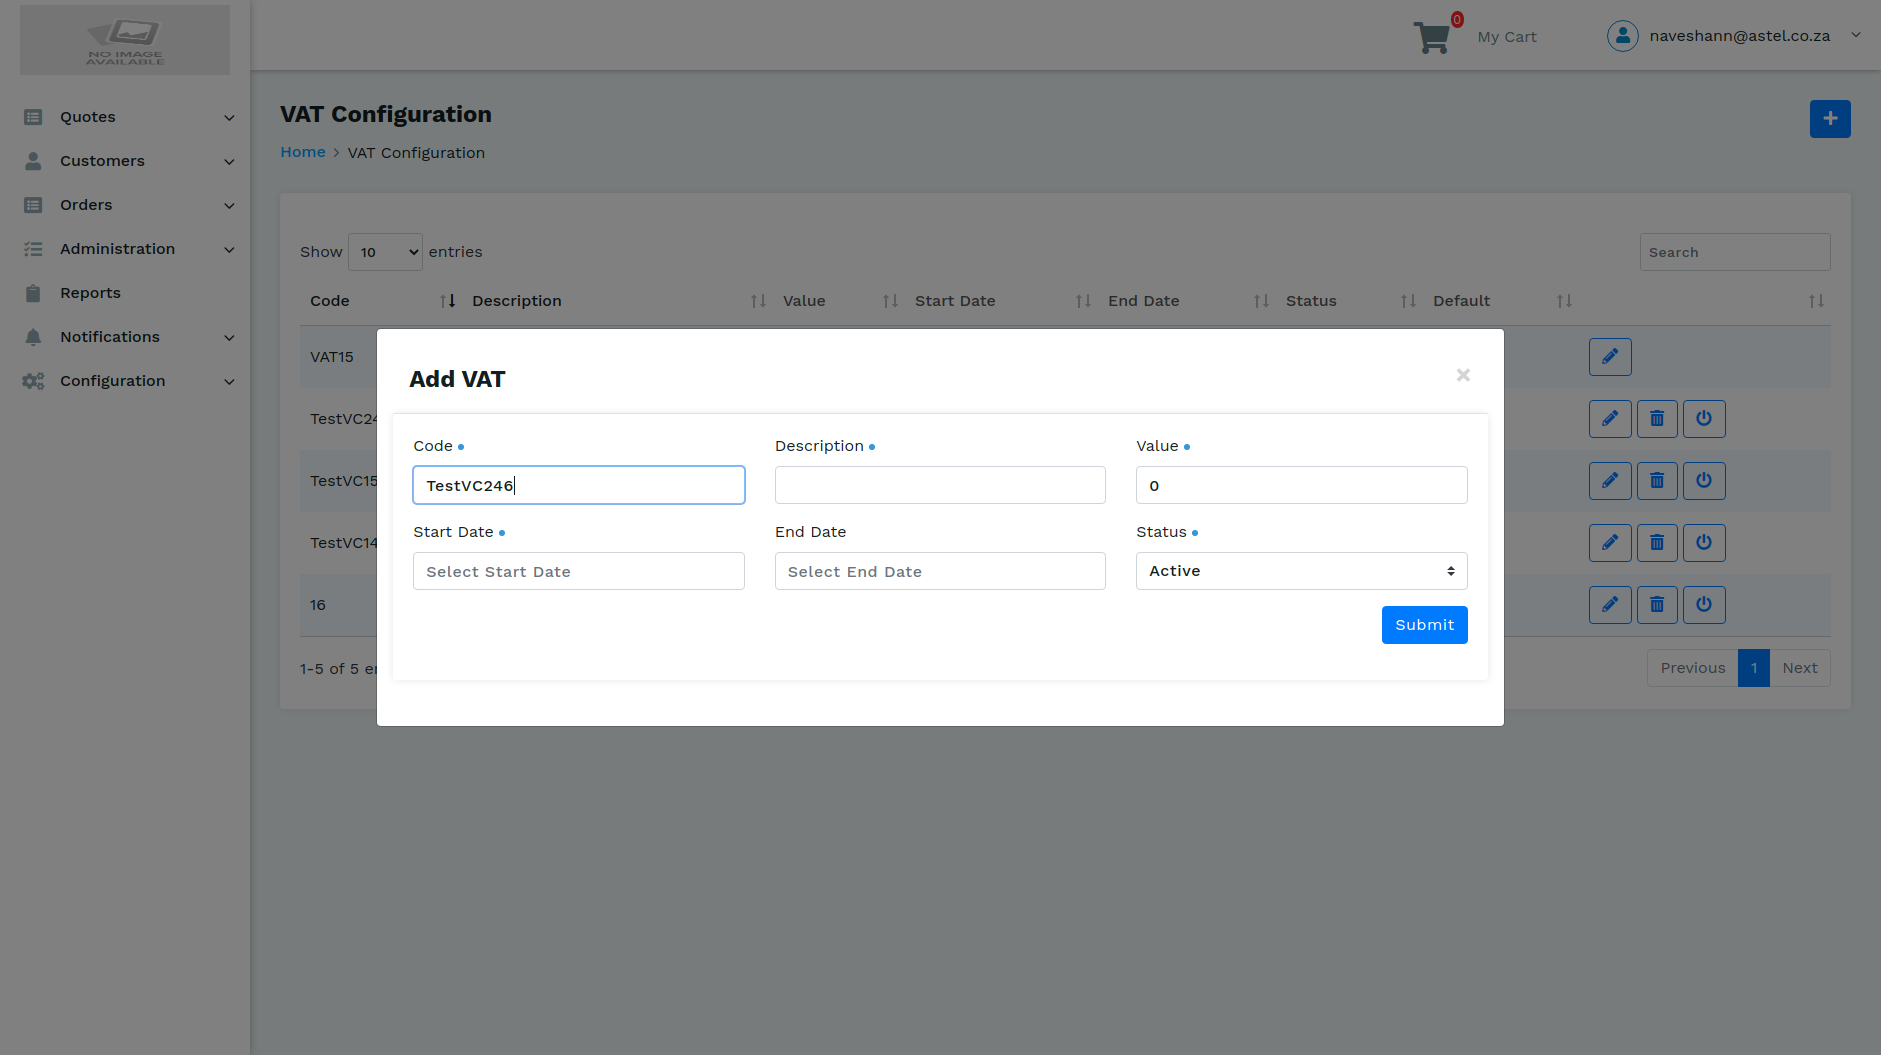 NO IMAGE
AVAILABLE
0
My Cart
naveshann@astel.co.za
Quotes
Customers
Orders
Administration
Reports
Notifications
Configuration
VAT Configuration
Home > VAT Configuration
Show 10 entries
Search
Code Description Value Start Date End Date Status Default
VAT15
TestVC24
TestVC15
TestVC14
16
1-5 of 5
Previous 1 Next
Add VAT
×
Code Description Value
TestVC246 0
Start Date End Date Status
Select Start Date Select End Date Active
Submit